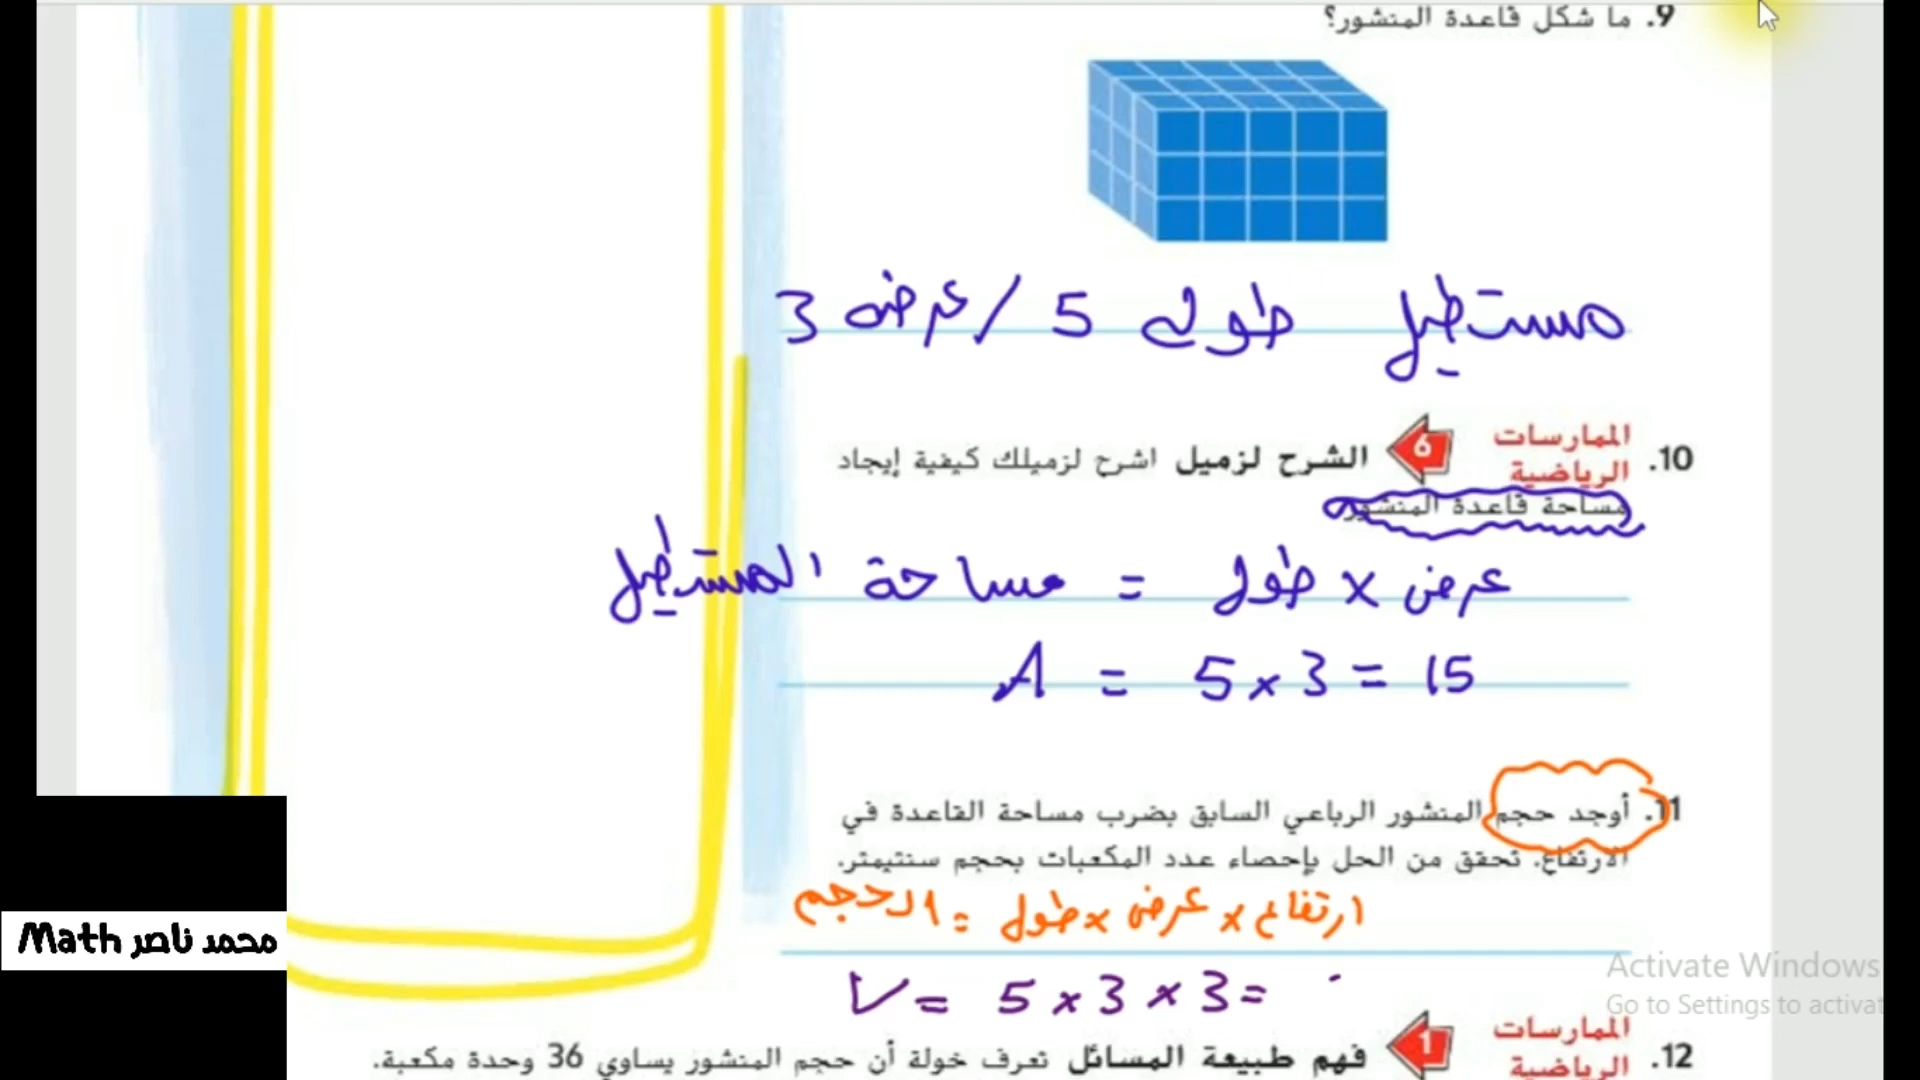 9. ما شكل قاعدة المنشور؟
مستطيل طوله 5 / عرضه 3
10. الممارسات الرياضية 6 الشرح لزميل اشرح لزميلك كيفية إيجاد
مساحة قاعدة المنشور.
عرض x طول = مساحة المستطيل
A = 5 x 3 = 15
11. أوجد حجم المنشور الرباعي السابق بضرب مساحة القاعدة في
الارتفاع. تحقق من الحل بإحصاء عدد المكعبات بحجم سنتيمتر.
ارتفاع x عرض x طول = الحجم
V = 5 x 3 x 3 =
محمد ناصر Math
Activate Windows
Go to Settings to activat
12. الممارسات الرياضية 1 فهم طبيعة المسائل تعرف خولة أن حجم المنشور يساوي 36 وحدة مكعبة.